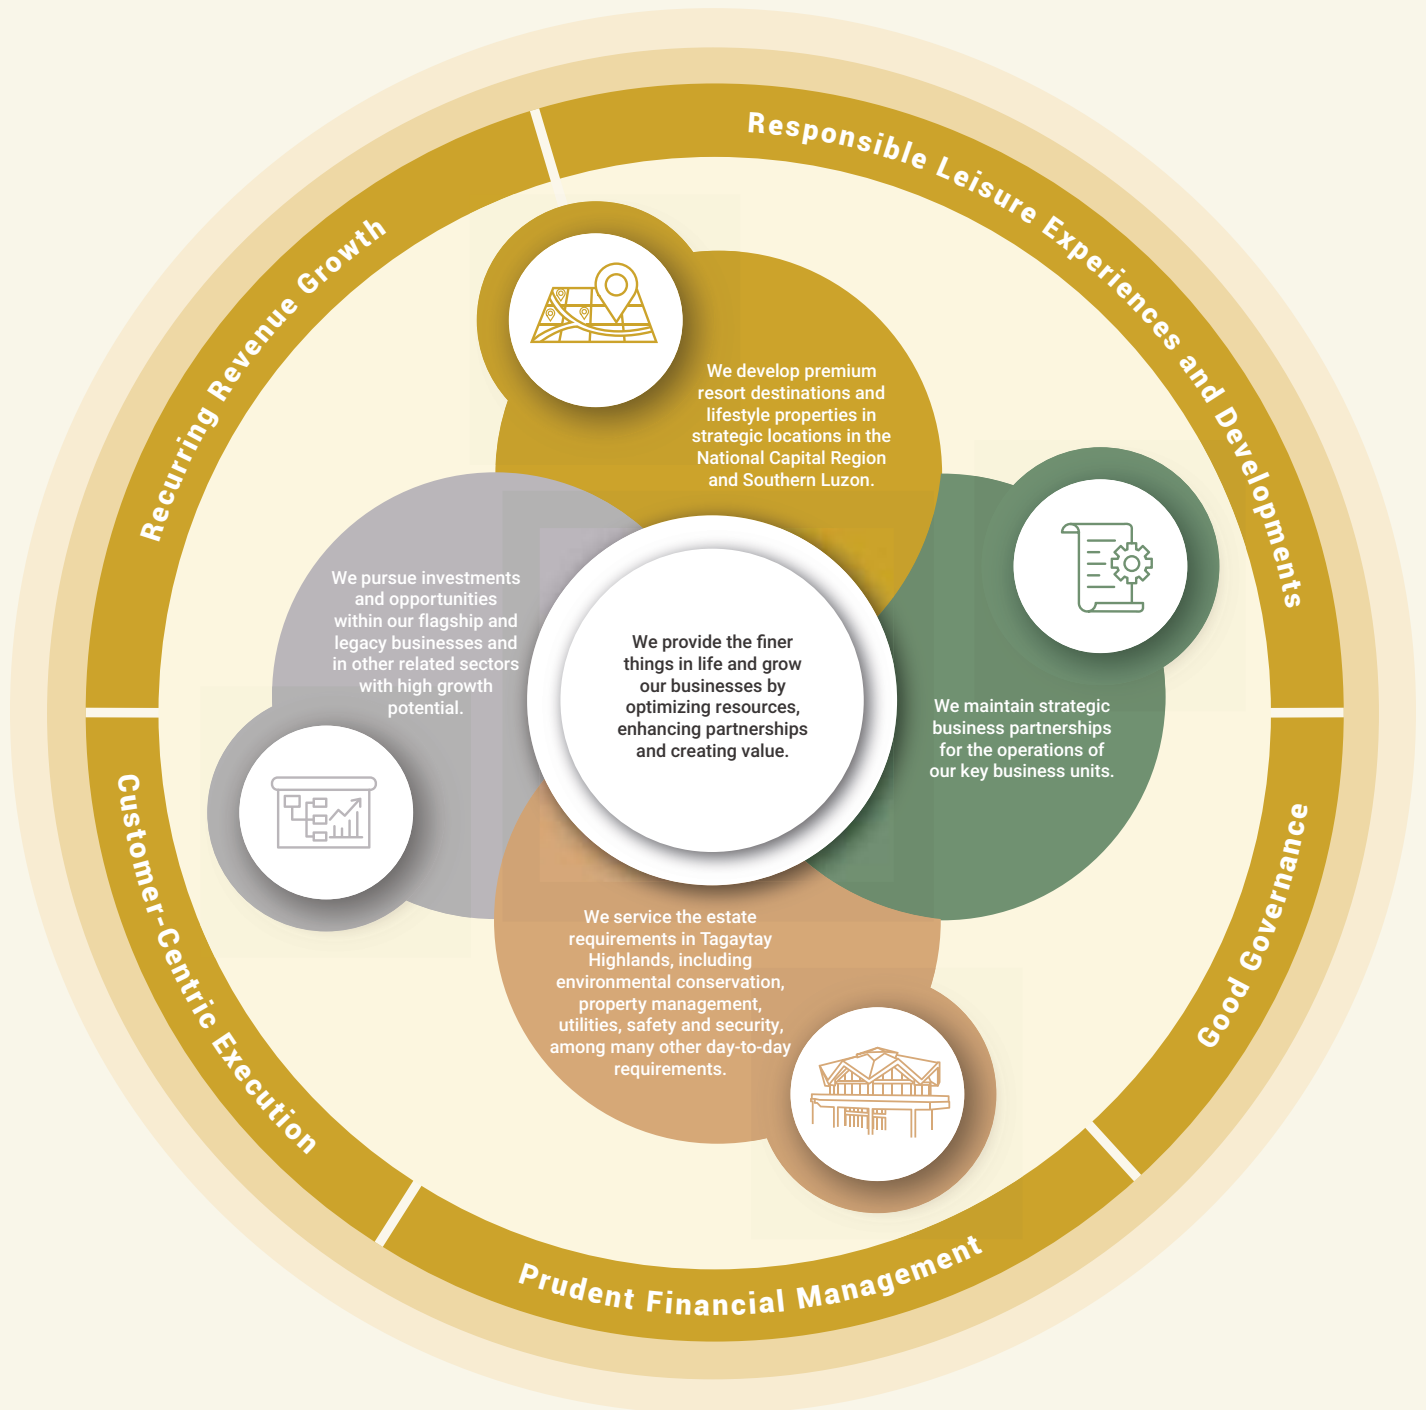 Responsible Leisure Experiences and Developments
Recurring Revenue Growth
We develop premium
resort destinations and
lifestyle properties in
strategic locations in the
National Capital Region
and Southern Luzon.
We pursue investments
and opportunities
within our flagship and
legacy businesses and
in other related sectors
with high growth
potential.
We provide the finer
things in life and grow
our businesses by
optimizing resources,
enhancing partnerships
and creating value.
We maintain strategic
business partnerships
for the operations of
our key business units.
We service the estate
requirements in Tagaytay
Highlands, including
environmental conservation,
property management,
utilities, safety and security,
among many other day-to-day
requirements.
Customer-Centric Execution
Good Governance
Prudent Financial Management